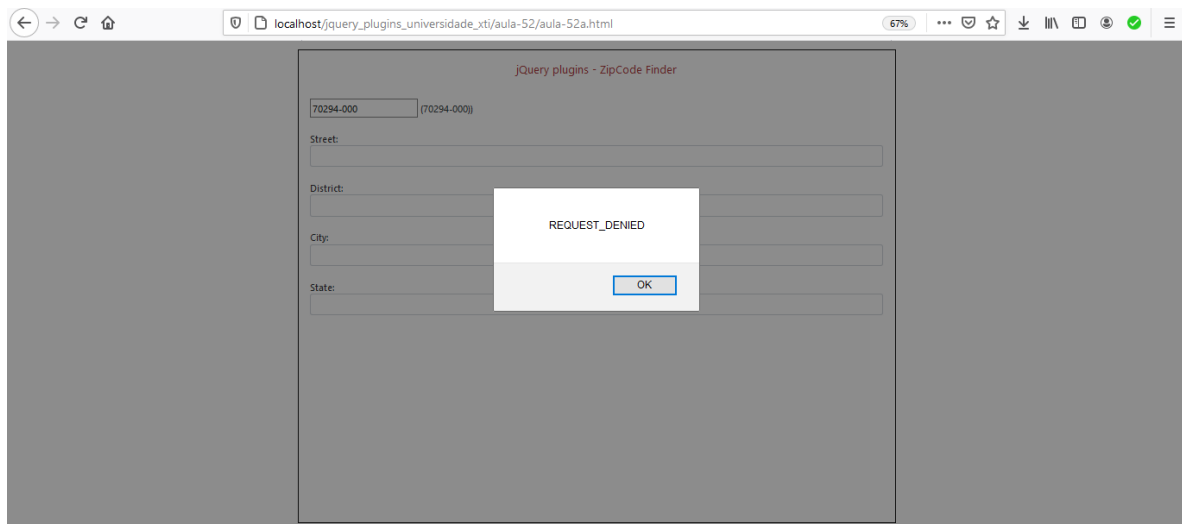 localhost/jquery_plugins_universidade_xti/aula-52/aula-52a.html
67%
jQuery plugins - ZipCode Finder
70294-000 (70294-000))
Street:
District:
REQUEST_DENIED
City:
OK
State: